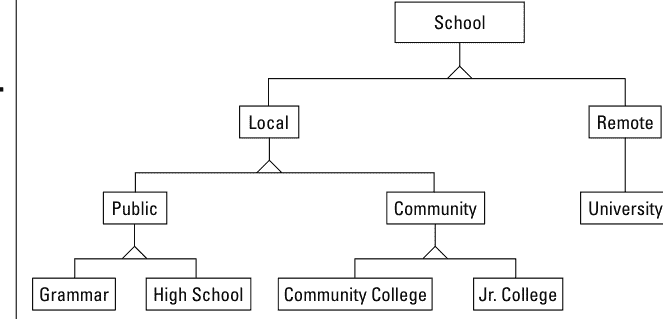 School
Local
Remote
Public
Community
University
Grammar
High School
Community College
Jr. College